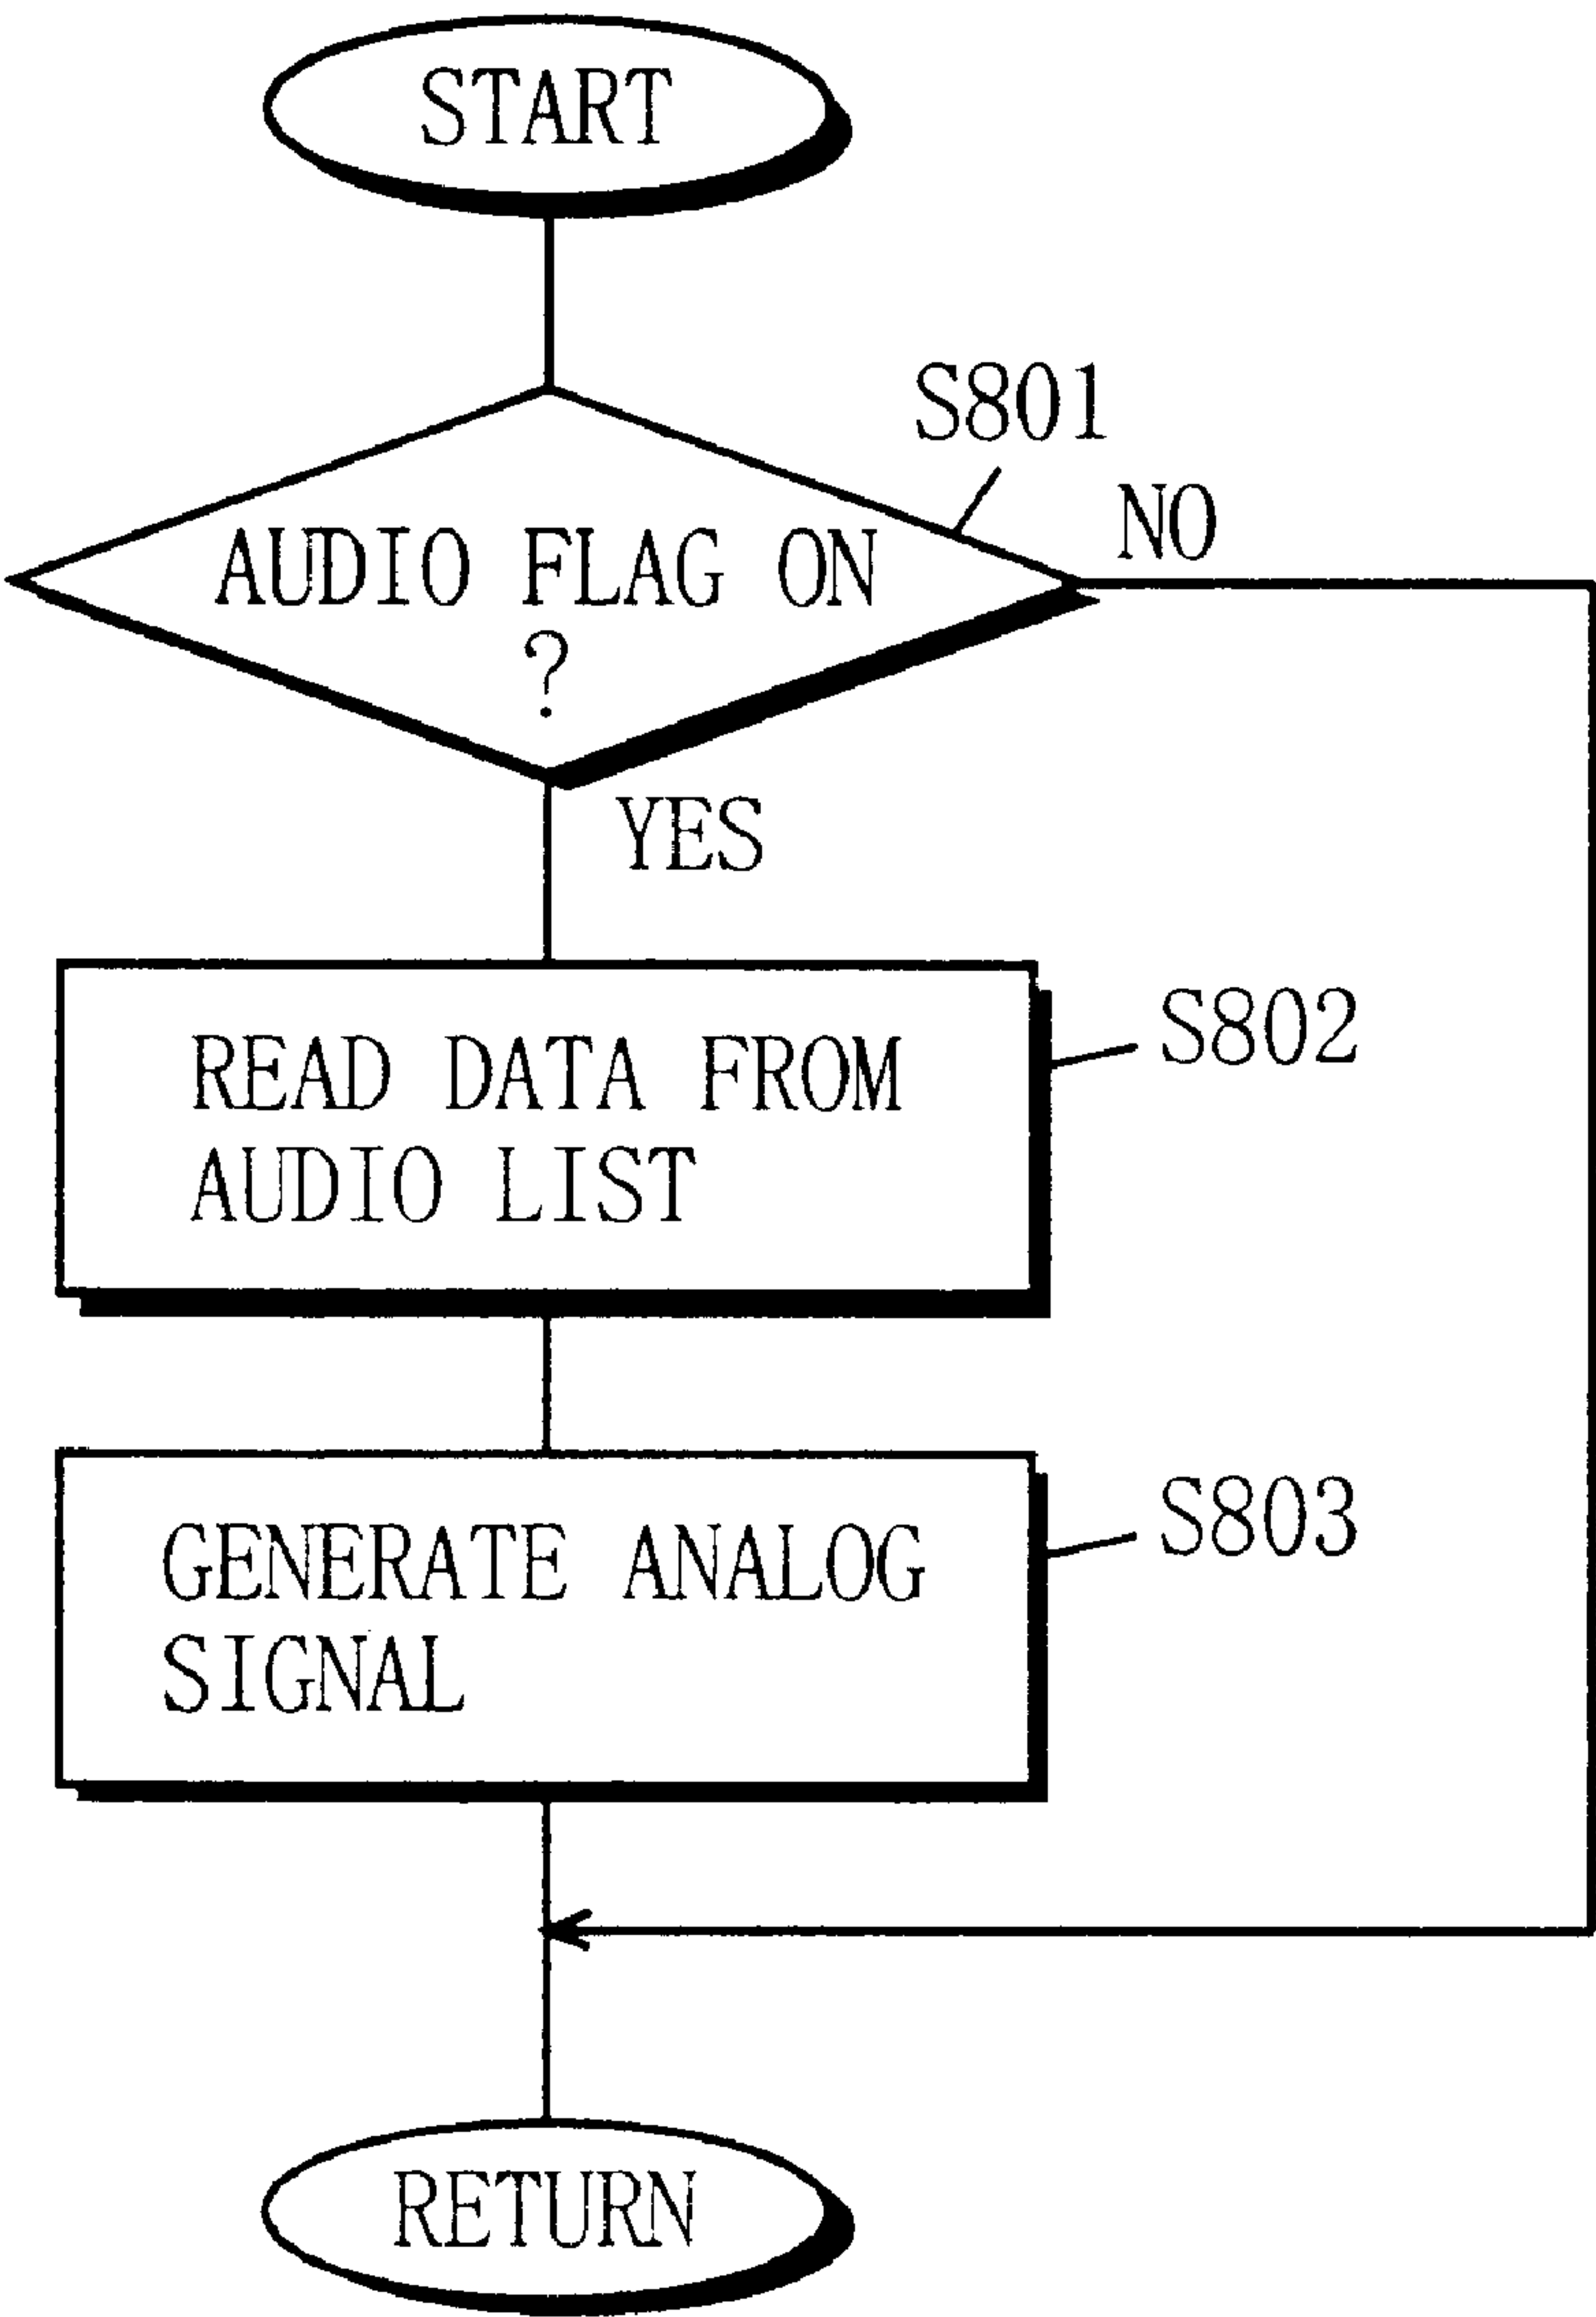 START
S801
NO
AUDIO FLAG ON
?
YES
READ DATA FROM
AUDIO LIST
S802
GENERATE ANALOG
SIGNAL
S803
RETURN